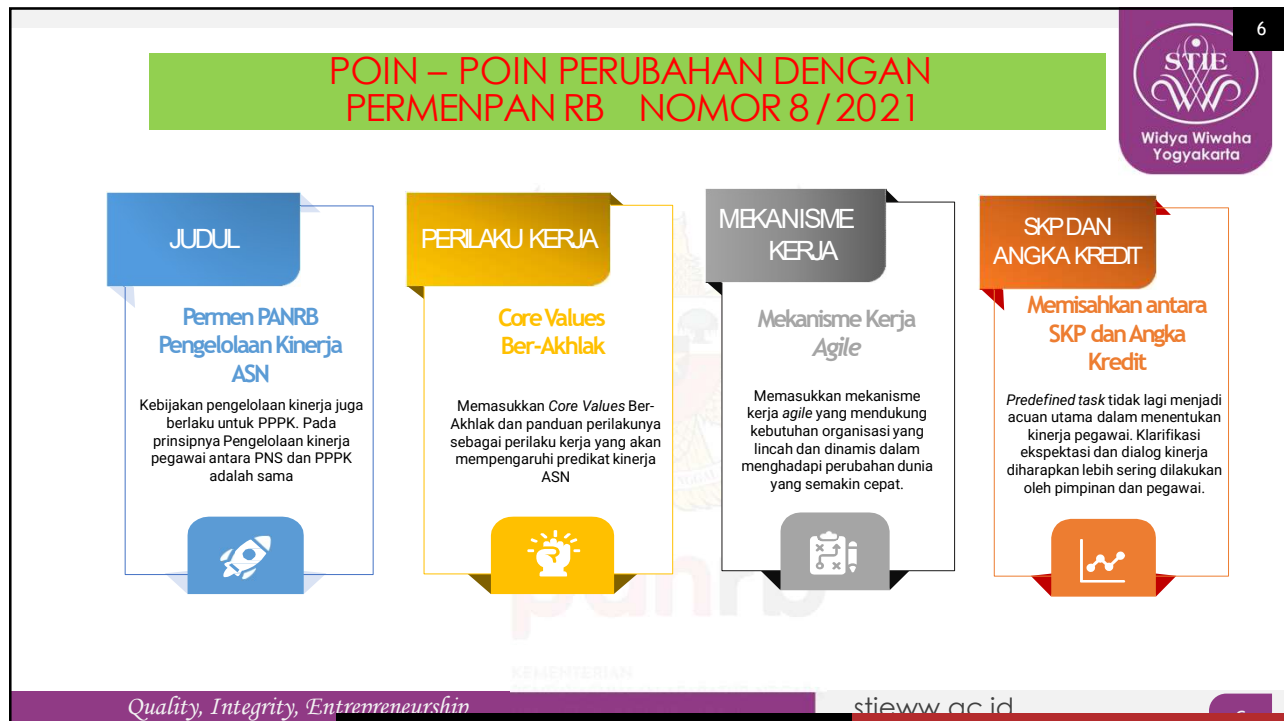 6
POIN – POIN PERUBAHAN DENGAN
PERMENPAN RB NOMOR 8 / 2021
STIE
Widya Wiwaha
Yogyakarta
JUDUL
Permen PANRB
Pengelolaan Kinerja
ASN
Kebijakan pengelolaan kinerja juga
berlaku untuk PPPK. Pada
prinsipnya Pengelolaan kinerja
pegawai antara PNS dan PPPK
adalah sama
PERILAKU KERJA
Core Values
Ber-Akhlak
Memasukkan Core Values Ber-
Akhlak dan panduan perilakunya
sebagai perilaku kerja yang akan
mempengaruhi predikat kinerja
ASN
MEKANISME
KERJA
Mekanisme Kerja
Agile
Memasukkan mekanisme
kerja agile yang mendukung
kebutuhan organisasi yang
lincah dan dinamis dalam
menghadapi perubahan dunia
yang semakin cepat.
SKP DAN
ANGKA KREDIT
Memisahkan antara
SKP dan Angka
Kredit
Predefined task tidak lagi menjadi
acuan utama dalam menentukan
kinerja pegawai. Klarifikasi
ekspektasi dan dialog kinerja
diharapkan lebih sering dilakukan
oleh pimpinan dan pegawai.
panrb
KEMENTERIAN
Quality, Integrity, Entrepreneurship
stieww.ac.id